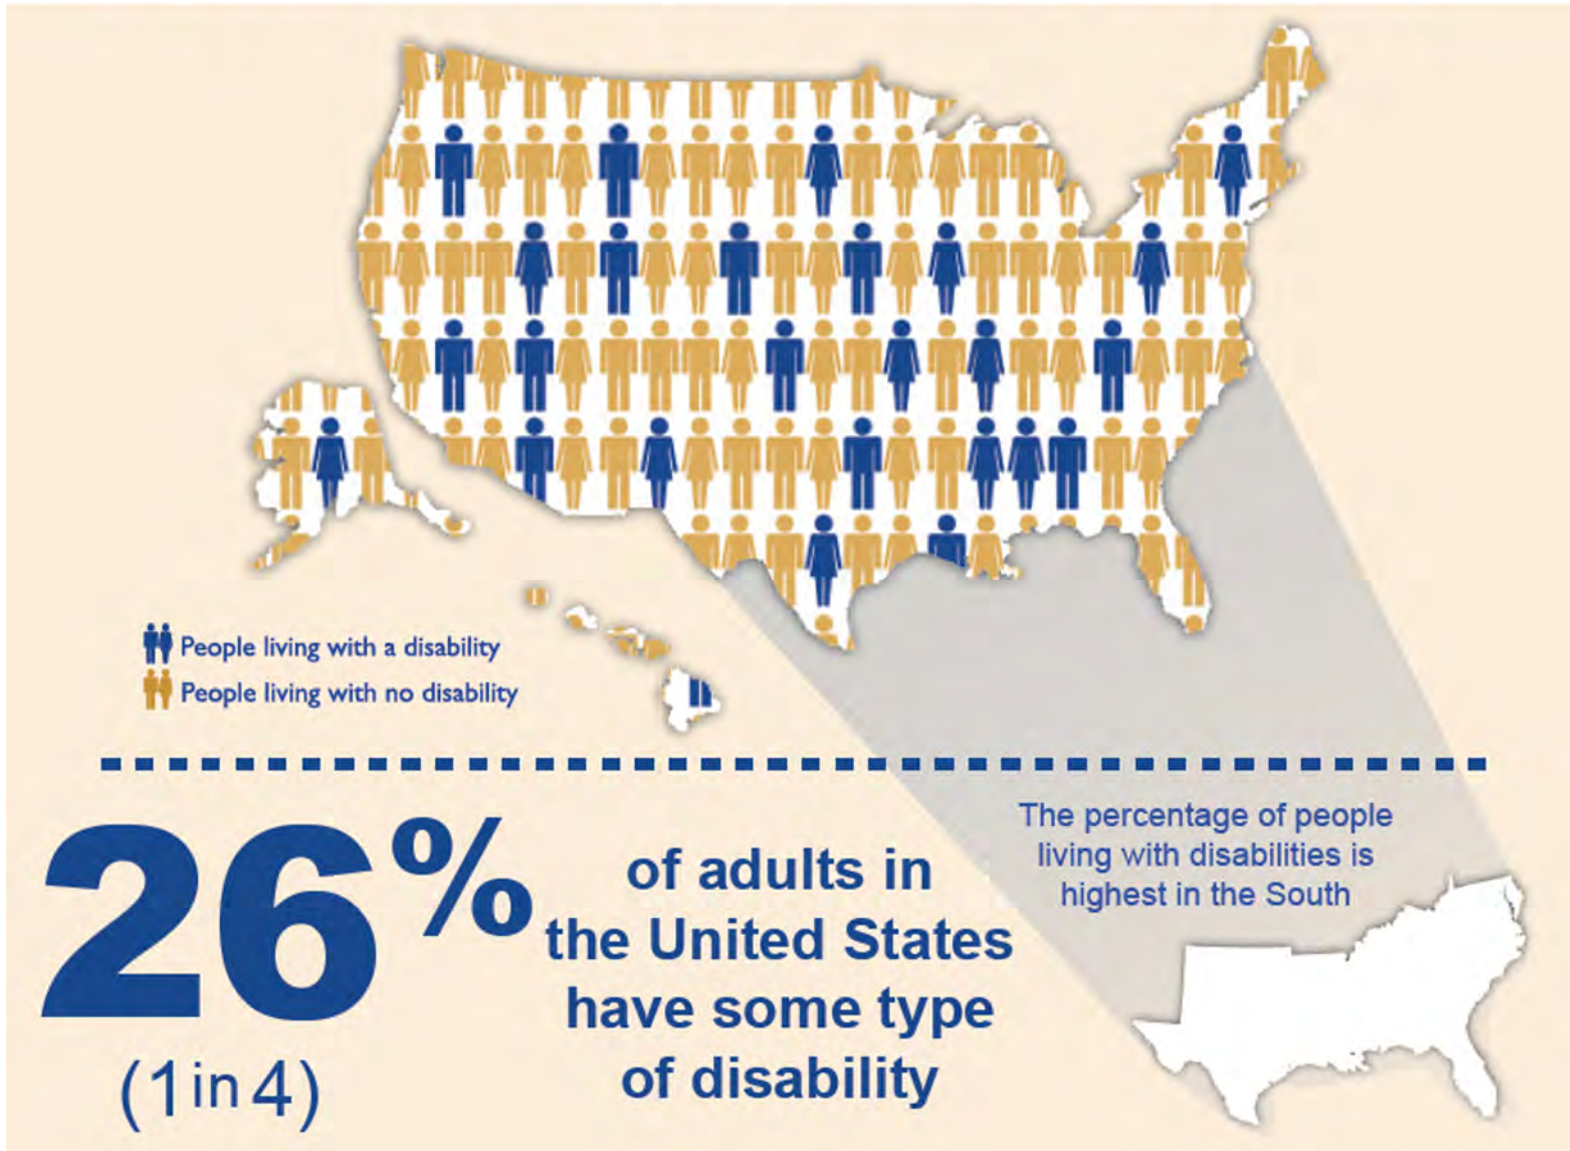 People living with a disability
People living with no disability
26%
(1 in 4)
of adults in
the United States
have some type
of disability
The percentage of people
living with disabilities is
highest in the South